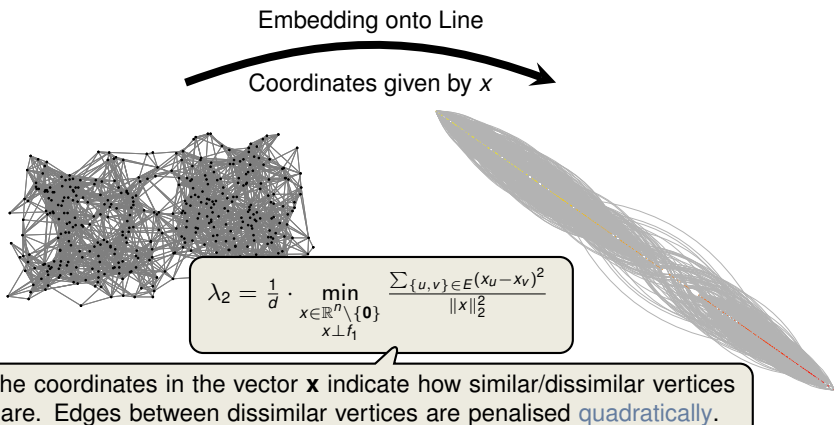 Embedding onto Line
Coordinates given by x
λ₂ = 1/d · min_{x∈ℝⁿ\{0} x⊥f₁} ∑_{{u,v}∈E}(x_u−x_v)² / ‖x‖₂²
he coordinates in the vector x indicate how similar/dissimilar vertices
are. Edges between dissimilar vertices are penalised quadratically.